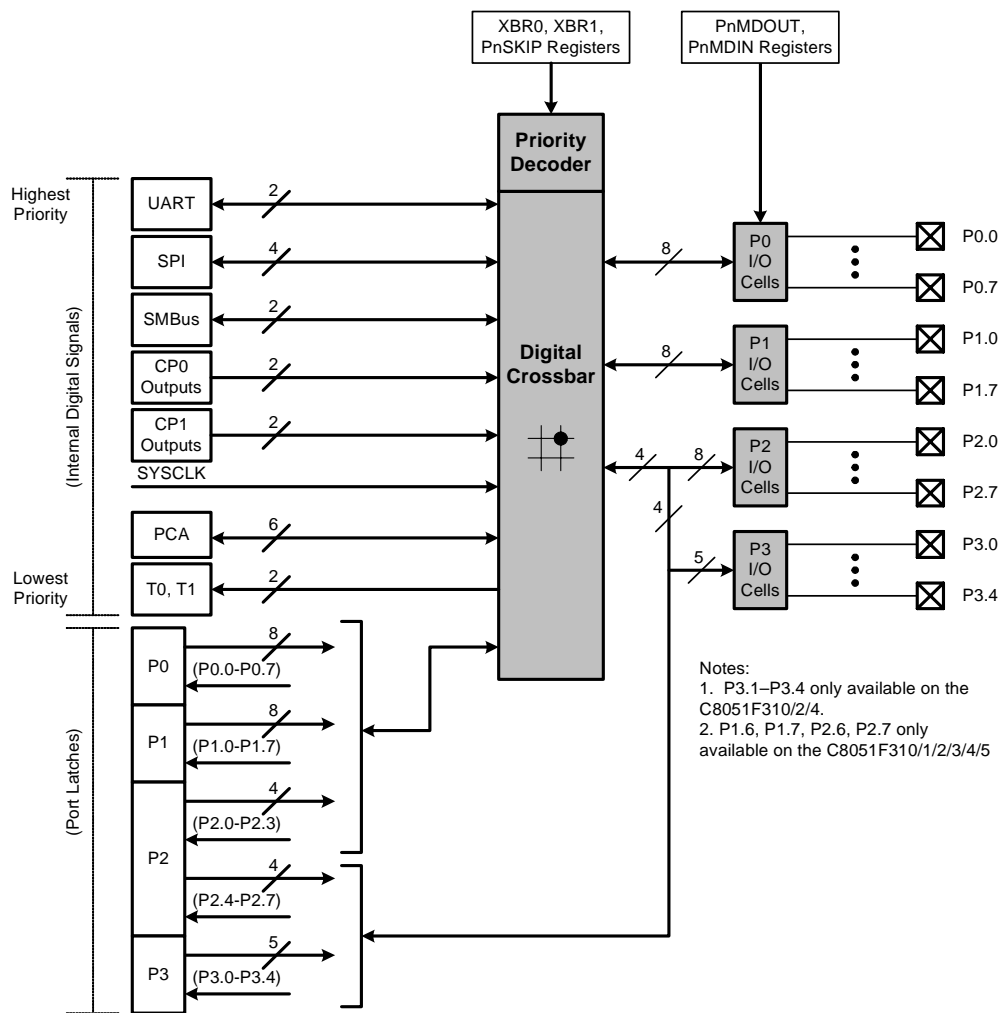 XBR0, XBR1,
PnSKIP Registers
PnMDOUT,
PnMDIN Registers
Priority
Decoder
Highest
Priority
(Internal Digital Signals)
Lowest
Priority
UART
2
SPI
4
SMBus
2
CP0
Outputs
2
CP1
Outputs
2
SYSCLK
PCA
6
T0, T1
2
Digital
Crossbar
8
P0
I/O
Cells
P0.0
P0.7
8
P1
I/O
Cells
P1.0
P1.7
4
8
P2
I/O
Cells
P2.0
P2.7
4
5
P3
I/O
Cells
P3.0
P3.4
(Port Latches)
P0
8
(P0.0-P0.7)
P1
8
(P1.0-P1.7)
P2
4
(P2.0-P2.3)
4
(P2.4-P2.7)
P3
5
(P3.0-P3.4)
Notes:
1. P3.1–P3.4 only available on the
C8051F310/2/4.
2. P1.6, P1.7, P2.6, P2.7 only
available on the C8051F310/1/2/3/4/5